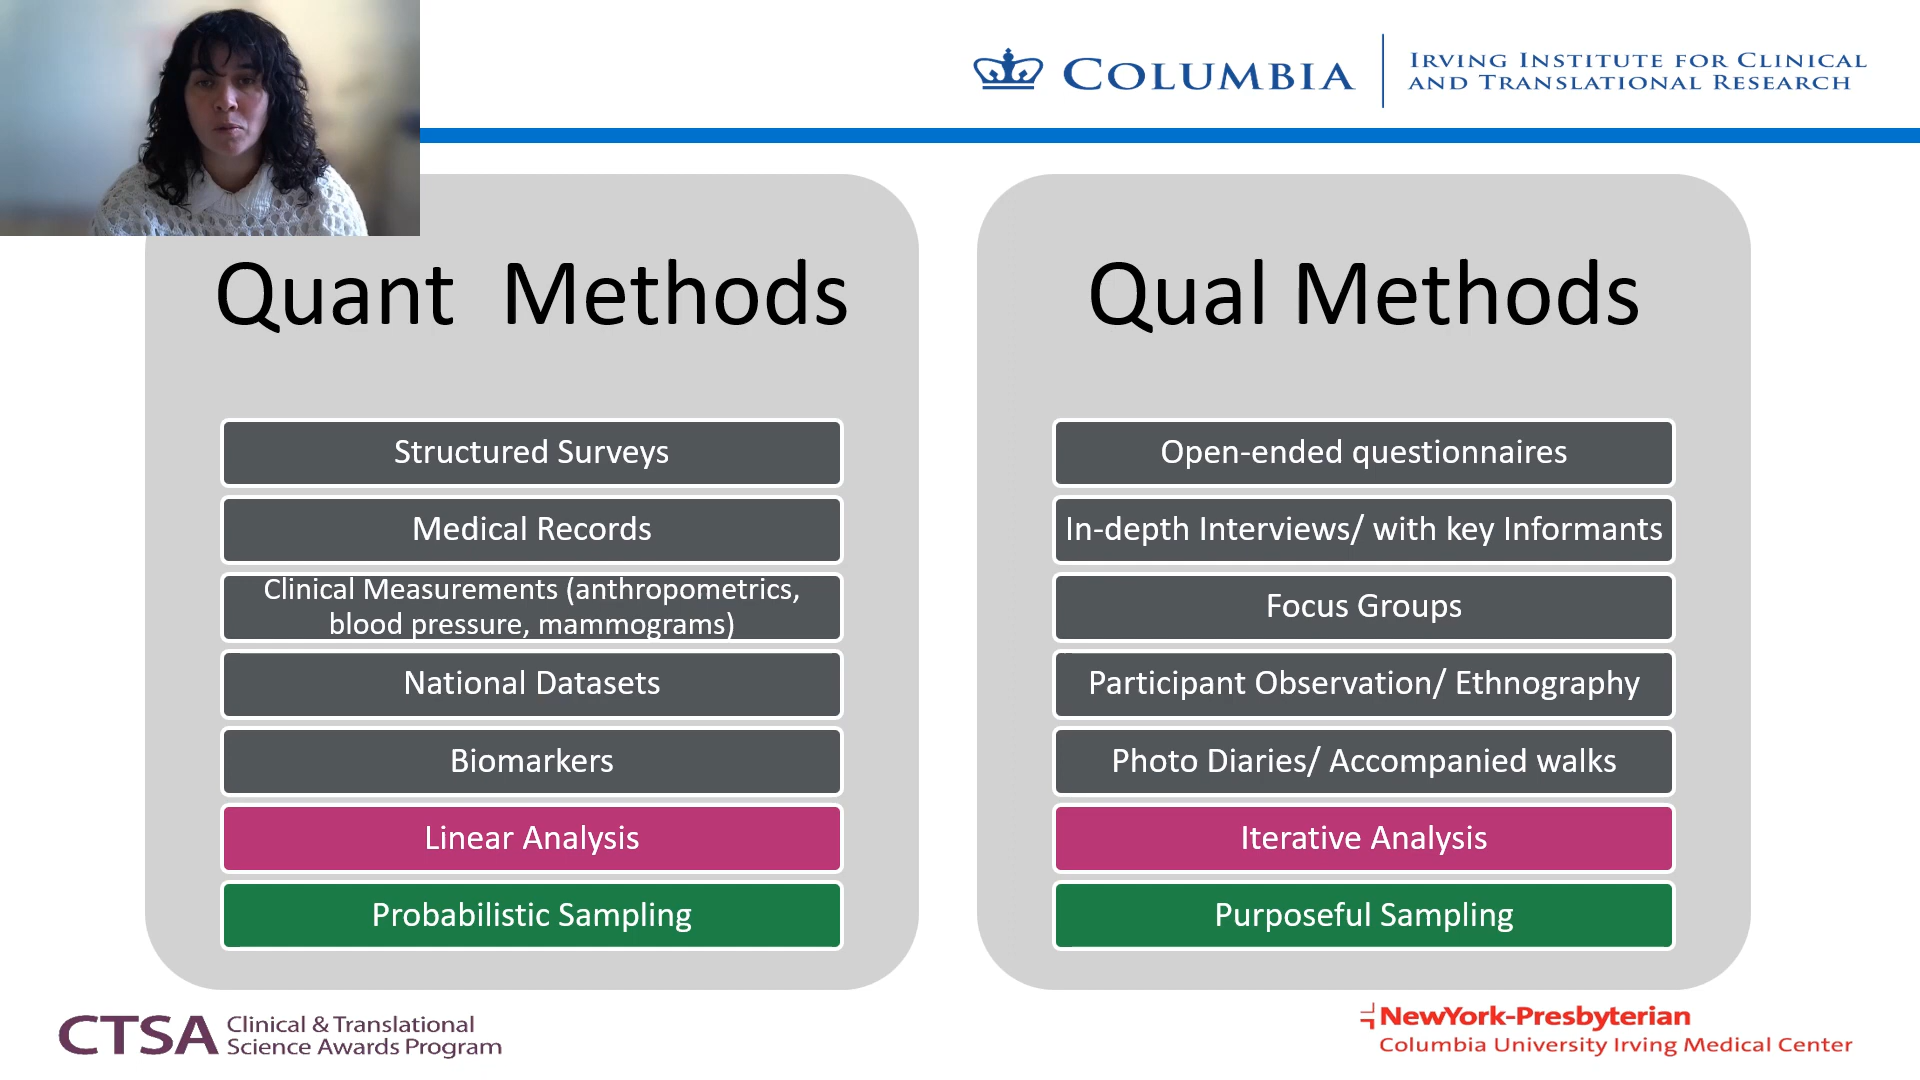 COLUMBIA
IRVING INSTITUTE FOR CLINICAL
AND TRANSLATIONAL RESEARCH
Quant  Methods
Structured Surveys
Medical Records
Clinical Measurements (anthropometrics,
blood pressure, mammograms)
National Datasets
Biomarkers
Linear Analysis
Probabilistic Sampling
Qual Methods
Open-ended questionnaires
In-depth Interviews/ with key Informants
Focus Groups
Participant Observation/ Ethnography
Photo Diaries/ Accompanied walks
Iterative Analysis
Purposeful Sampling
CTSA
Clinical & Translational
Science Awards Program
NewYork-Presbyterian
Columbia University Irving Medical Center